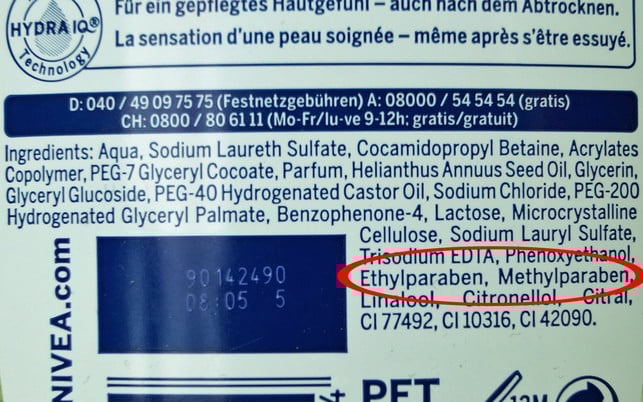 Für ein gepflegtes Hautgefühl – auch nach dem Abtrocknen.
HYDRA IQ®
Technology
La sensation d'une peau soignée – même après s'être essuyé.
D: 040 / 49 09 75 75 (Festnetzgebühren) A: 08000 / 54 54 54 (gratis)
CH: 0800 / 80 61 11 (Mo-Fr/lu-ve 9-12h; gratis/gratuit)
Ingredients: Aqua, Sodium Laureth Sulfate, Cocamidopropyl Betaine, Acrylates
Copolymer, PEG-7 Glyceryl Cocoate, Parfum, Helianthus Annuus Seed Oil, Glycerin,
Glyceryl Glucoside, PEG-40 Hydrogenated Castor Oil, Sodium Chloride, PEG-200
Hydrogenated Glyceryl Palmate, Benzophenone-4, Lactose, Microcrystalline
Cellulose, Sodium Lauryl Sulfate,
Trisodium EDTA, Phenoxyethanol,
Ethylparaben, Methylparaben,
Linalool, Citronellol, Citral,
CI 77492, CI 10316, CI 42090.
90142490
08:05 5
NIVEA.com
PET
12M